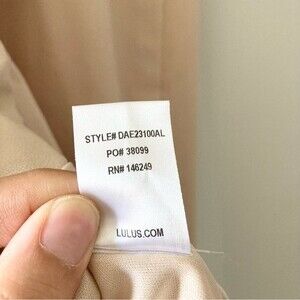 STYLE# DAE23100AL
PO# 38099
RN# 146249
LULUS.COM